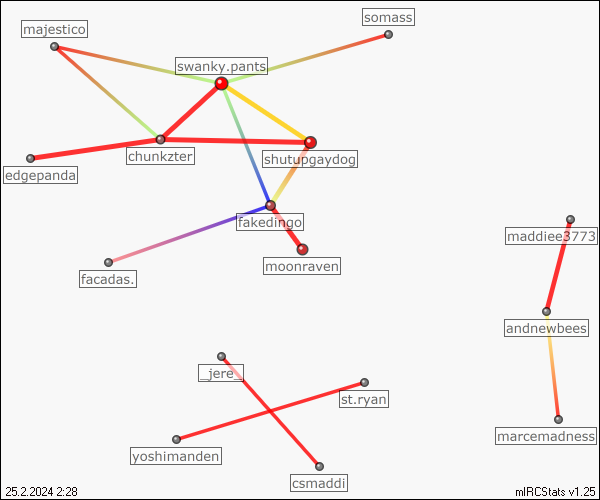 somass
majestico
swanky.pants
chunkzter
shutupgaydog
edgepanda
fakedingo
maddiee3773
moonraven
facadas.
andnewbees
_jere_
st.ryan
marcemadness
yoshimanden
csmaddi
25.2.2024 2:28
mIRCStats v1.25